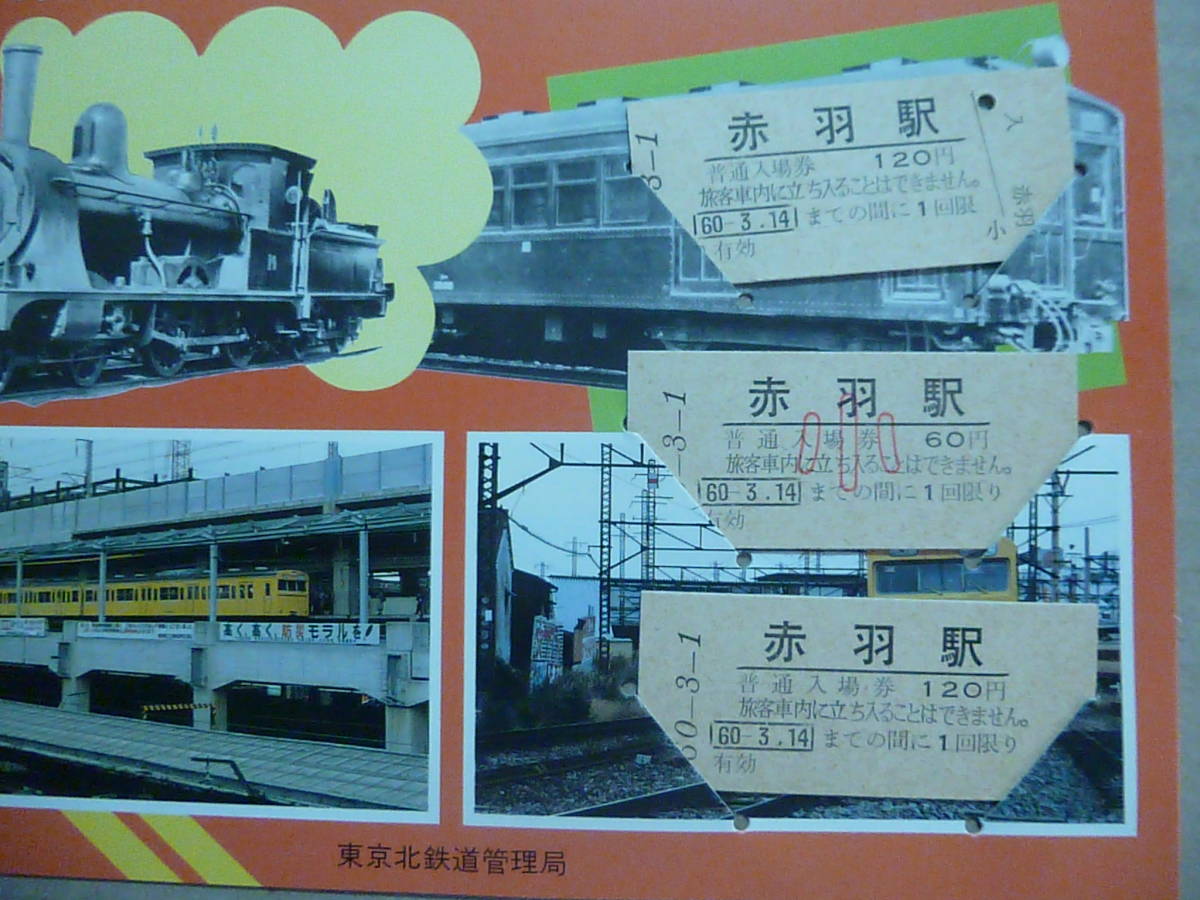 3-1
赤羽駅
普通入場券 120円
旅客車内に立ち入ることはできません。
60-3.14 までの間に1回限
有効
入
赤羽
小
-3-1
赤羽駅
普通入場券 60円
小
旅客車内に立ち入ることはできません。
60-3.14 までの間に1回限り
有効
60-3-1
赤羽駅
普通入場券 120円
旅客車内に立ち入ることはできません。
60-3.14 までの間に1回限り
有効
高く、高く、防災モラルを!
東京北鉄道管理局